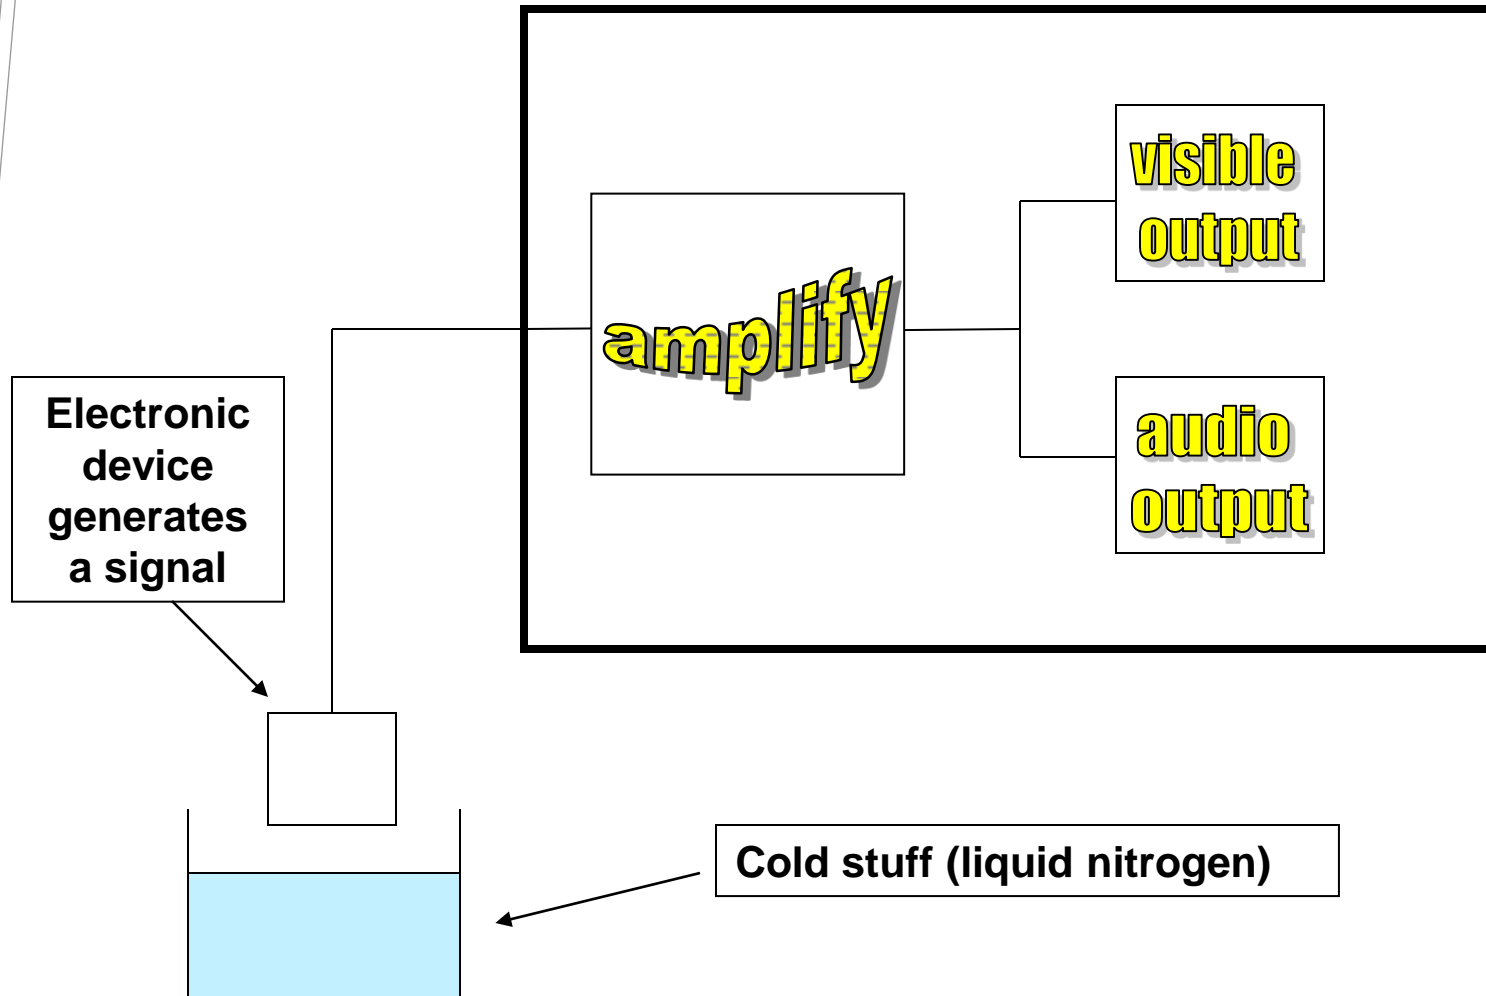 visible
output
amplify
Electronic
device
generates
a signal
audio
output
Cold stuff (liquid nitrogen)